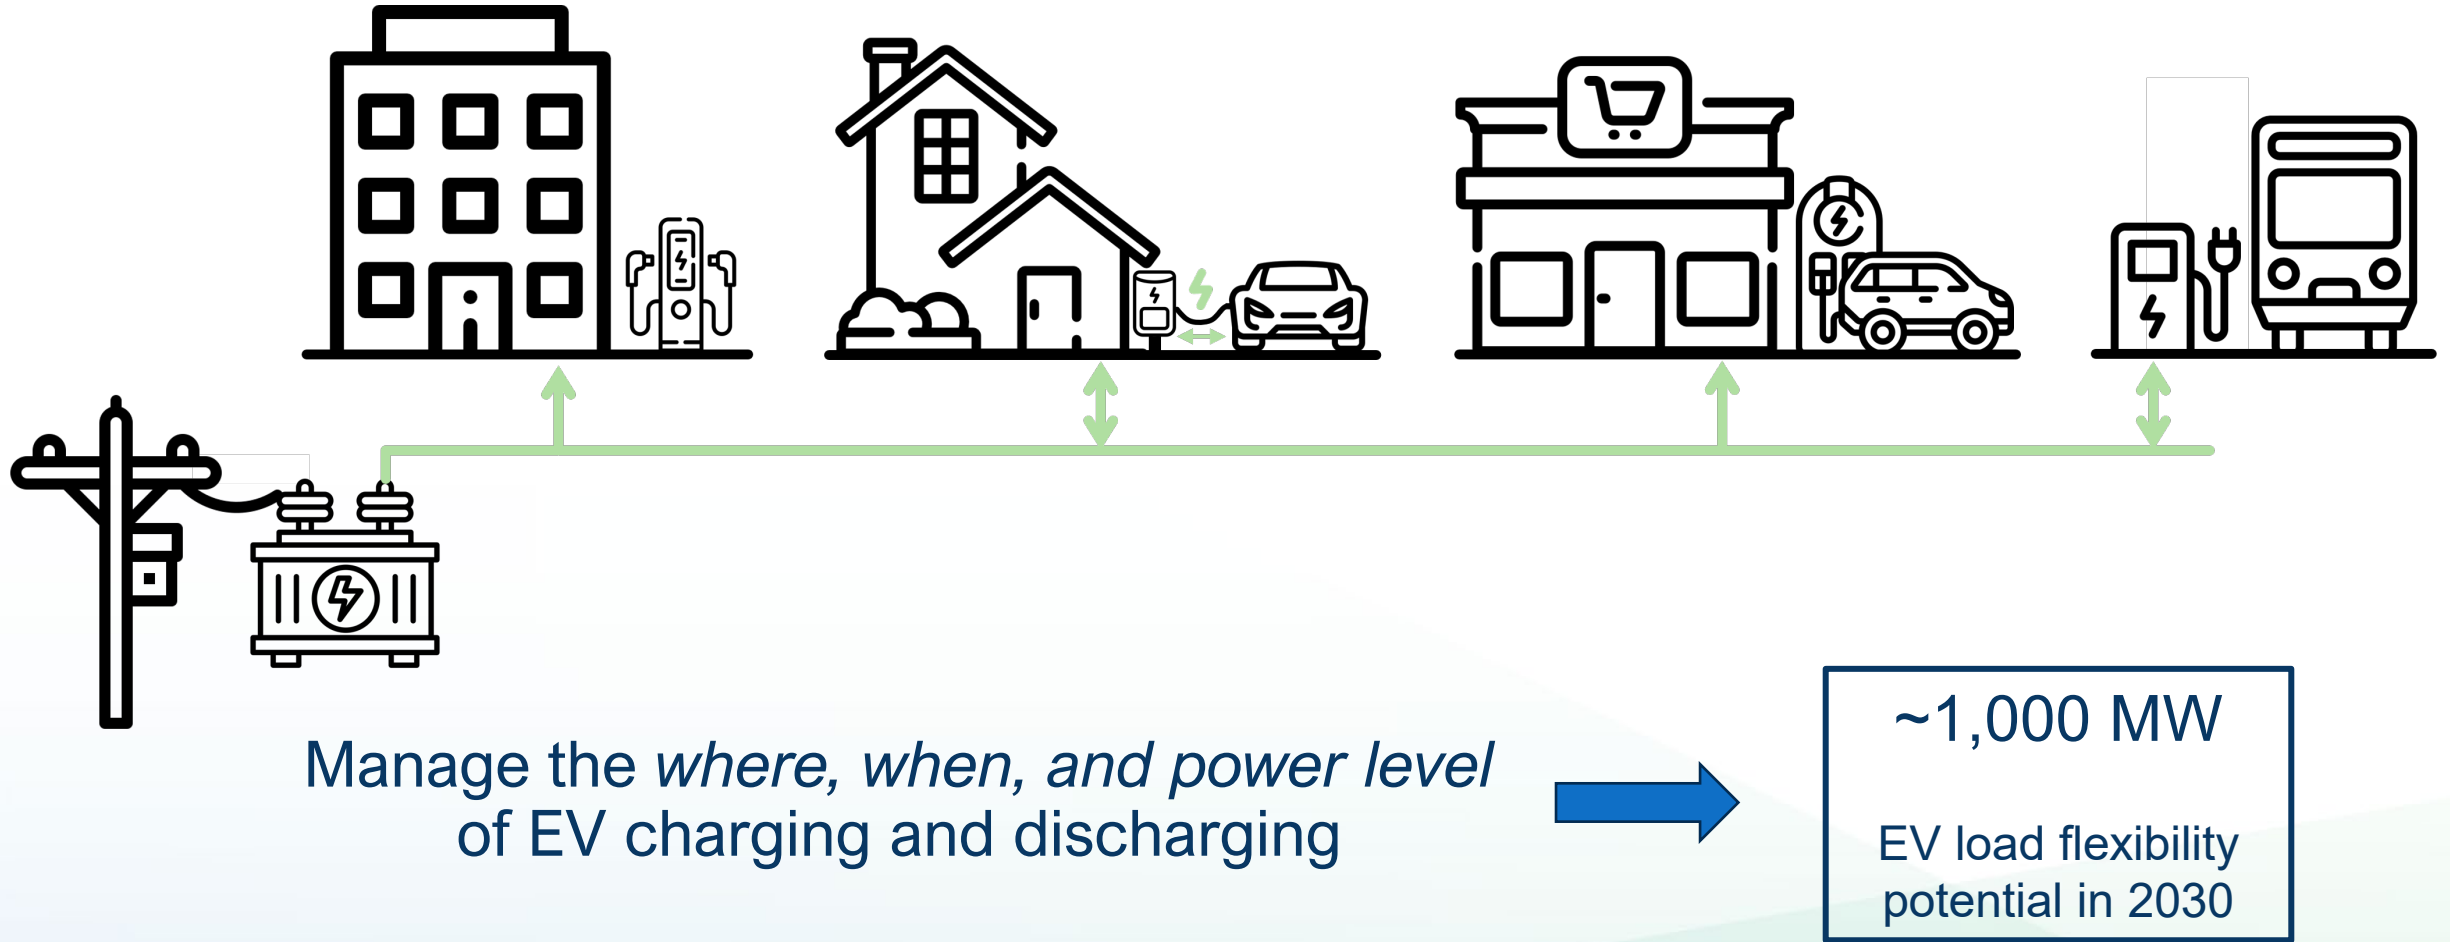 Manage the where, when, and power level
of EV charging and discharging
~1,000 MW
EV load flexibility
potential in 2030